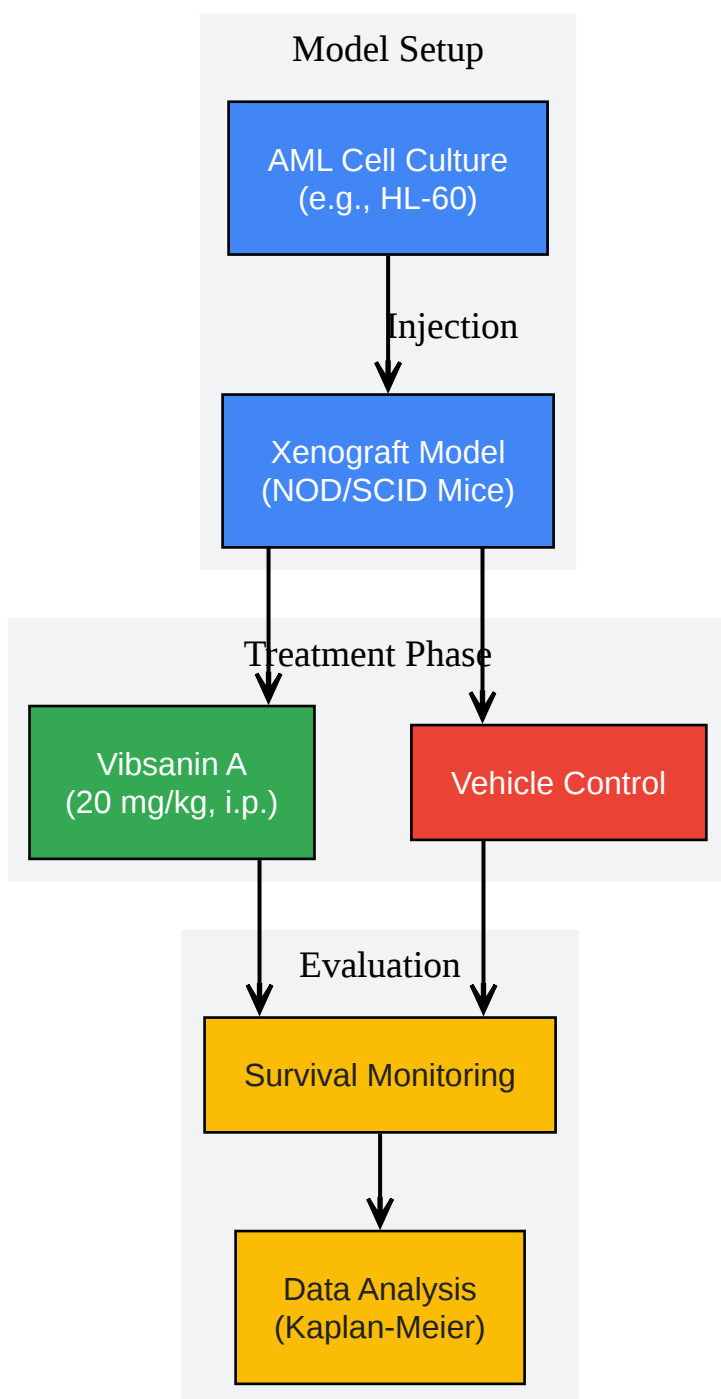 Model Setup
AML Cell Culture
(e.g., HL-60)
Injection
Xenograft Model
(NOD/SCID Mice)
Treatment Phase
Vibsanin A
(20 mg/kg, i.p.)
Vehicle Control
Evaluation
Survival Monitoring
Data Analysis
(Kaplan-Meier)